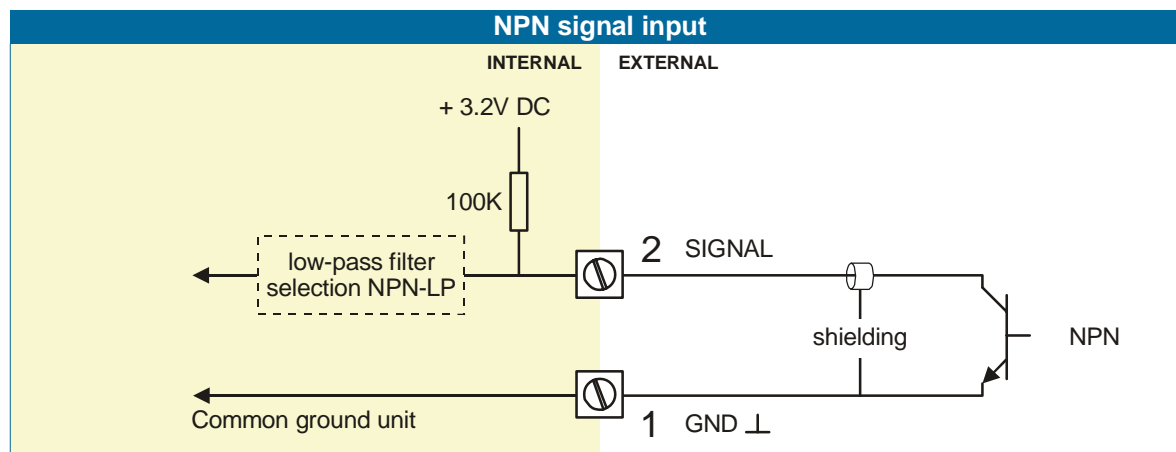 NPN signal input
INTERNAL EXTERNAL
+ 3.2V DC
100K
low-pass filter
selection NPN-LP
2 SIGNAL
shielding
NPN
Common ground unit
1 GND